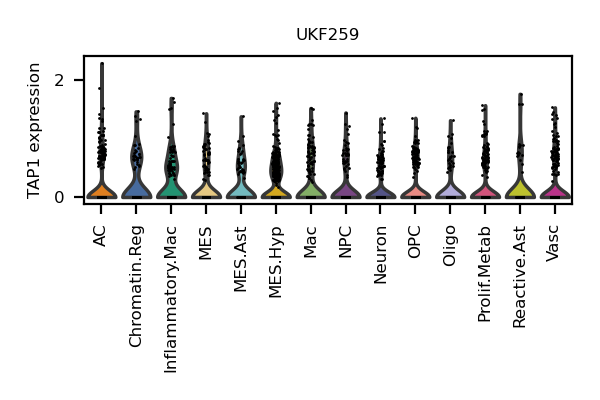 UKF259
TAP1 expression
2
0
AC
Chromatin.Reg
Inflammatory.Mac
MES
MES.Ast
MES.Hyp
Mac
NPC
Neuron
OPC
Oligo
Prolif.Metab
Reactive.Ast
Vasc